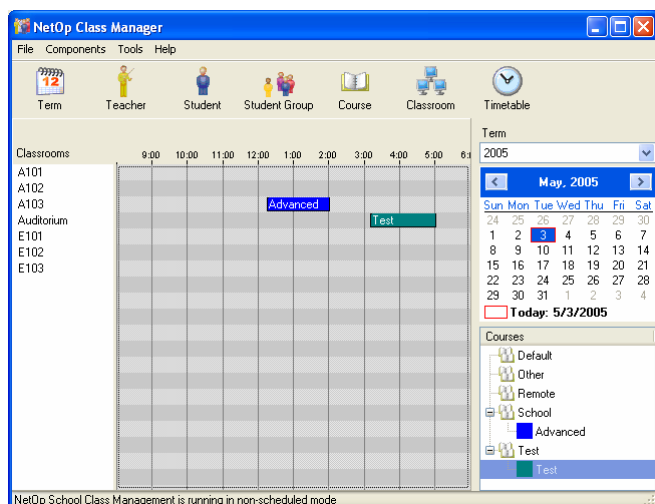 NetOp Class Manager
File Components Tools Help
12
Term Teacher Student Student Group Course Classroom Timetable
Term
2005
Classrooms 9:00 10:00 11:00 12:00 1:00 2:00 3:00 4:00 5:00 6:1
A101
A102
A103 Advanced
Auditorium Test
E101
E102
E103
May, 2005
Sun Mon Tue Wed Thu Fri Sat
24 25 26 27 28 29 30
1 2 3 4 5 6 7
8 9 10 11 12 13 14
15 16 17 18 19 20 21
22 23 24 25 26 27 28
29 30 31 1 2 3 4
Today: 5/3/2005
Courses
Default
Other
Remote
School
Advanced
Test
Test
NetOp School Class Management is running in non-scheduled mode